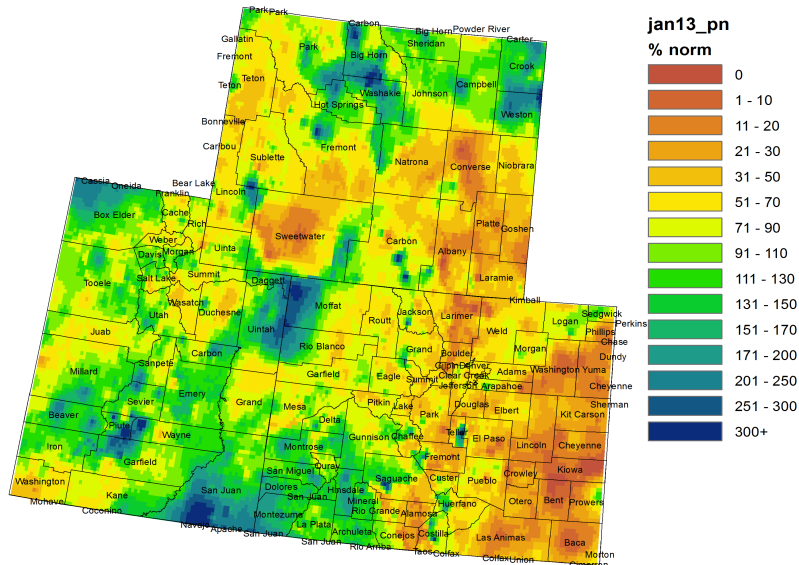 jan13_pn
% norm
0
1 - 10
11 - 20
21 - 30
31 - 50
51 - 70
71 - 90
91 - 110
111 - 130
131 - 150
151 - 170
171 - 200
201 - 250
251 - 300
300+
Park Park
Carbon
Big Horn
Powder River
Carter
Gallatin
Park
Sheridan
Fremont
Big Horn
Crook
Teton
Teton
Washakie
Johnson
Campbell
Hot Springs
Weston
Bonneville
Caribou
Fremont
Sublette
Natrona
Converse
Niobrara
Cassia
Oneida
Bear Lake
Franklin
Lincoln
Box Elder
Cache
Rich
Platte
Goshen
Weber
Sweetwater
Carbon
Davis
Morgan
Uinta
Albany
Tooele
Salt Lake
Summit
Daggett
Laramie
Wasatch
Moffat
Kimball
Utah
Duchesne
Jackson
Larimer
Sedgwick
Juab
Uintah
Routt
Weld
Logan
Phillips
Perkins
Carbon
Rio Blanco
Grand
Boulder
Morgan
Chase
Millard
Sanpete
Garfield
Eagle
Summit
Gilpin
Denver
Clear Creek
Jefferson
Arapahoe
Adams
Washington
Yuma
Dundy
Cheyenne
Sevier
Emery
Grand
Mesa
Pitkin
Lake
Park
Douglas
Elbert
Kit Carson
Sherman
Beaver
Piute
Wayne
Delta
Gunnison
Chaffee
Teller
El Paso
Lincoln
Cheyenne
Iron
Garfield
Montrose
Ouray
San Miguel
Fremont
Kiowa
Washington
Kane
San Juan
Dolores
San Juan
Hinsdale
Saguache
Custer
Pueblo
Crowley
Mohave
Coconino
Montezuma
Mineral
Rio Grande
Alamosa
Huerfano
Otero
Bent
Prowers
Navajo
Apache
San Juan
La Plata
San Juan
Archuleta
Rio Arriba
Conejos
Costilla
Taos
Colfax
Las Animas
Colfax
Union
Baca
Morton
Cimarron